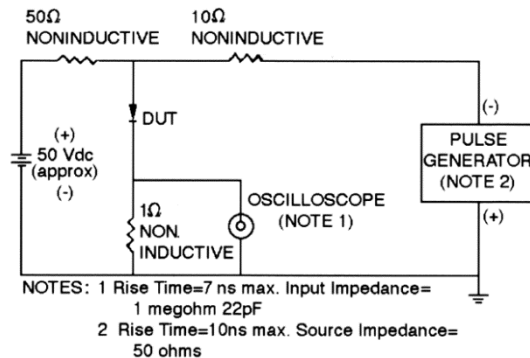 50Ω
NONINDUCTIVE
10Ω
NONINDUCTIVE
DUT
(+)
50 Vdc
(approx)
(-)
1Ω
NON.
INDUCTIVE
OSCILLOSCOPE
(NOTE 1)
(-)
PULSE
GENERATOR
(NOTE 2)
(+)
NOTES: 1 Rise Time=7 ns max. Input Impedance=
1 megohm 22pF
2 Rise Time=10ns max. Source Impedance=
50 ohms